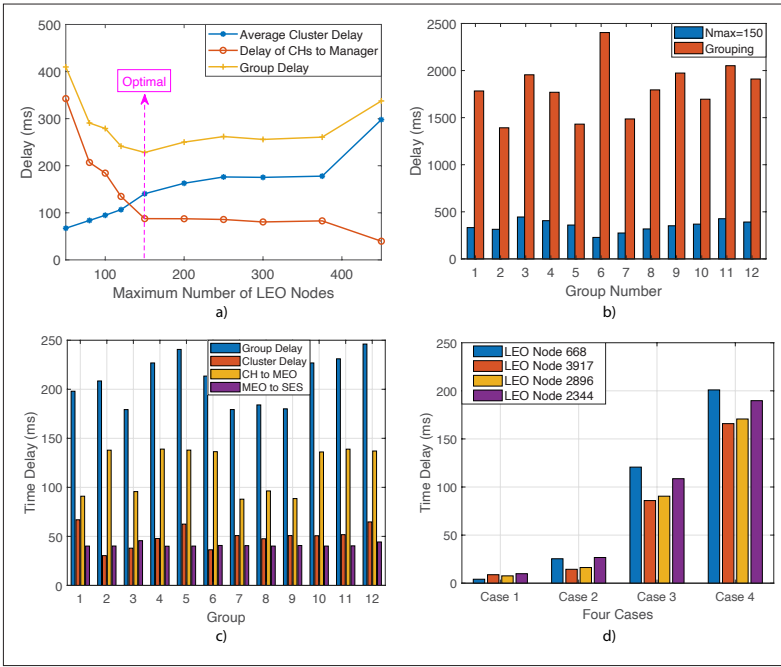 500
400
300
200
100
0
Delay (ms)
Average Cluster Delay
Delay of CHs to Manager
Group Delay
Optimal
100 200 300 400
Maximum Number of LEO Nodes
a)
2500
2000
1500
1000
500
0
Delay (ms)
Nmax=150
Grouping
1 2 3 4 5 6 7 8 9 10 11 12
Group Number
b)
250
200
150
100
50
0
Time Delay (ms)
Group Delay
Cluster Delay
CH to MEO
MEO to SES
1 2 3 4 5 6 7 8 9 10 11 12
Group
c)
250
200
150
100
50
0
Time Delay (ms)
LEO Node 668
LEO Node 3917
LEO Node 2896
LEO Node 2344
Case 1 Case 2 Case 3 Case 4
Four Cases
d)